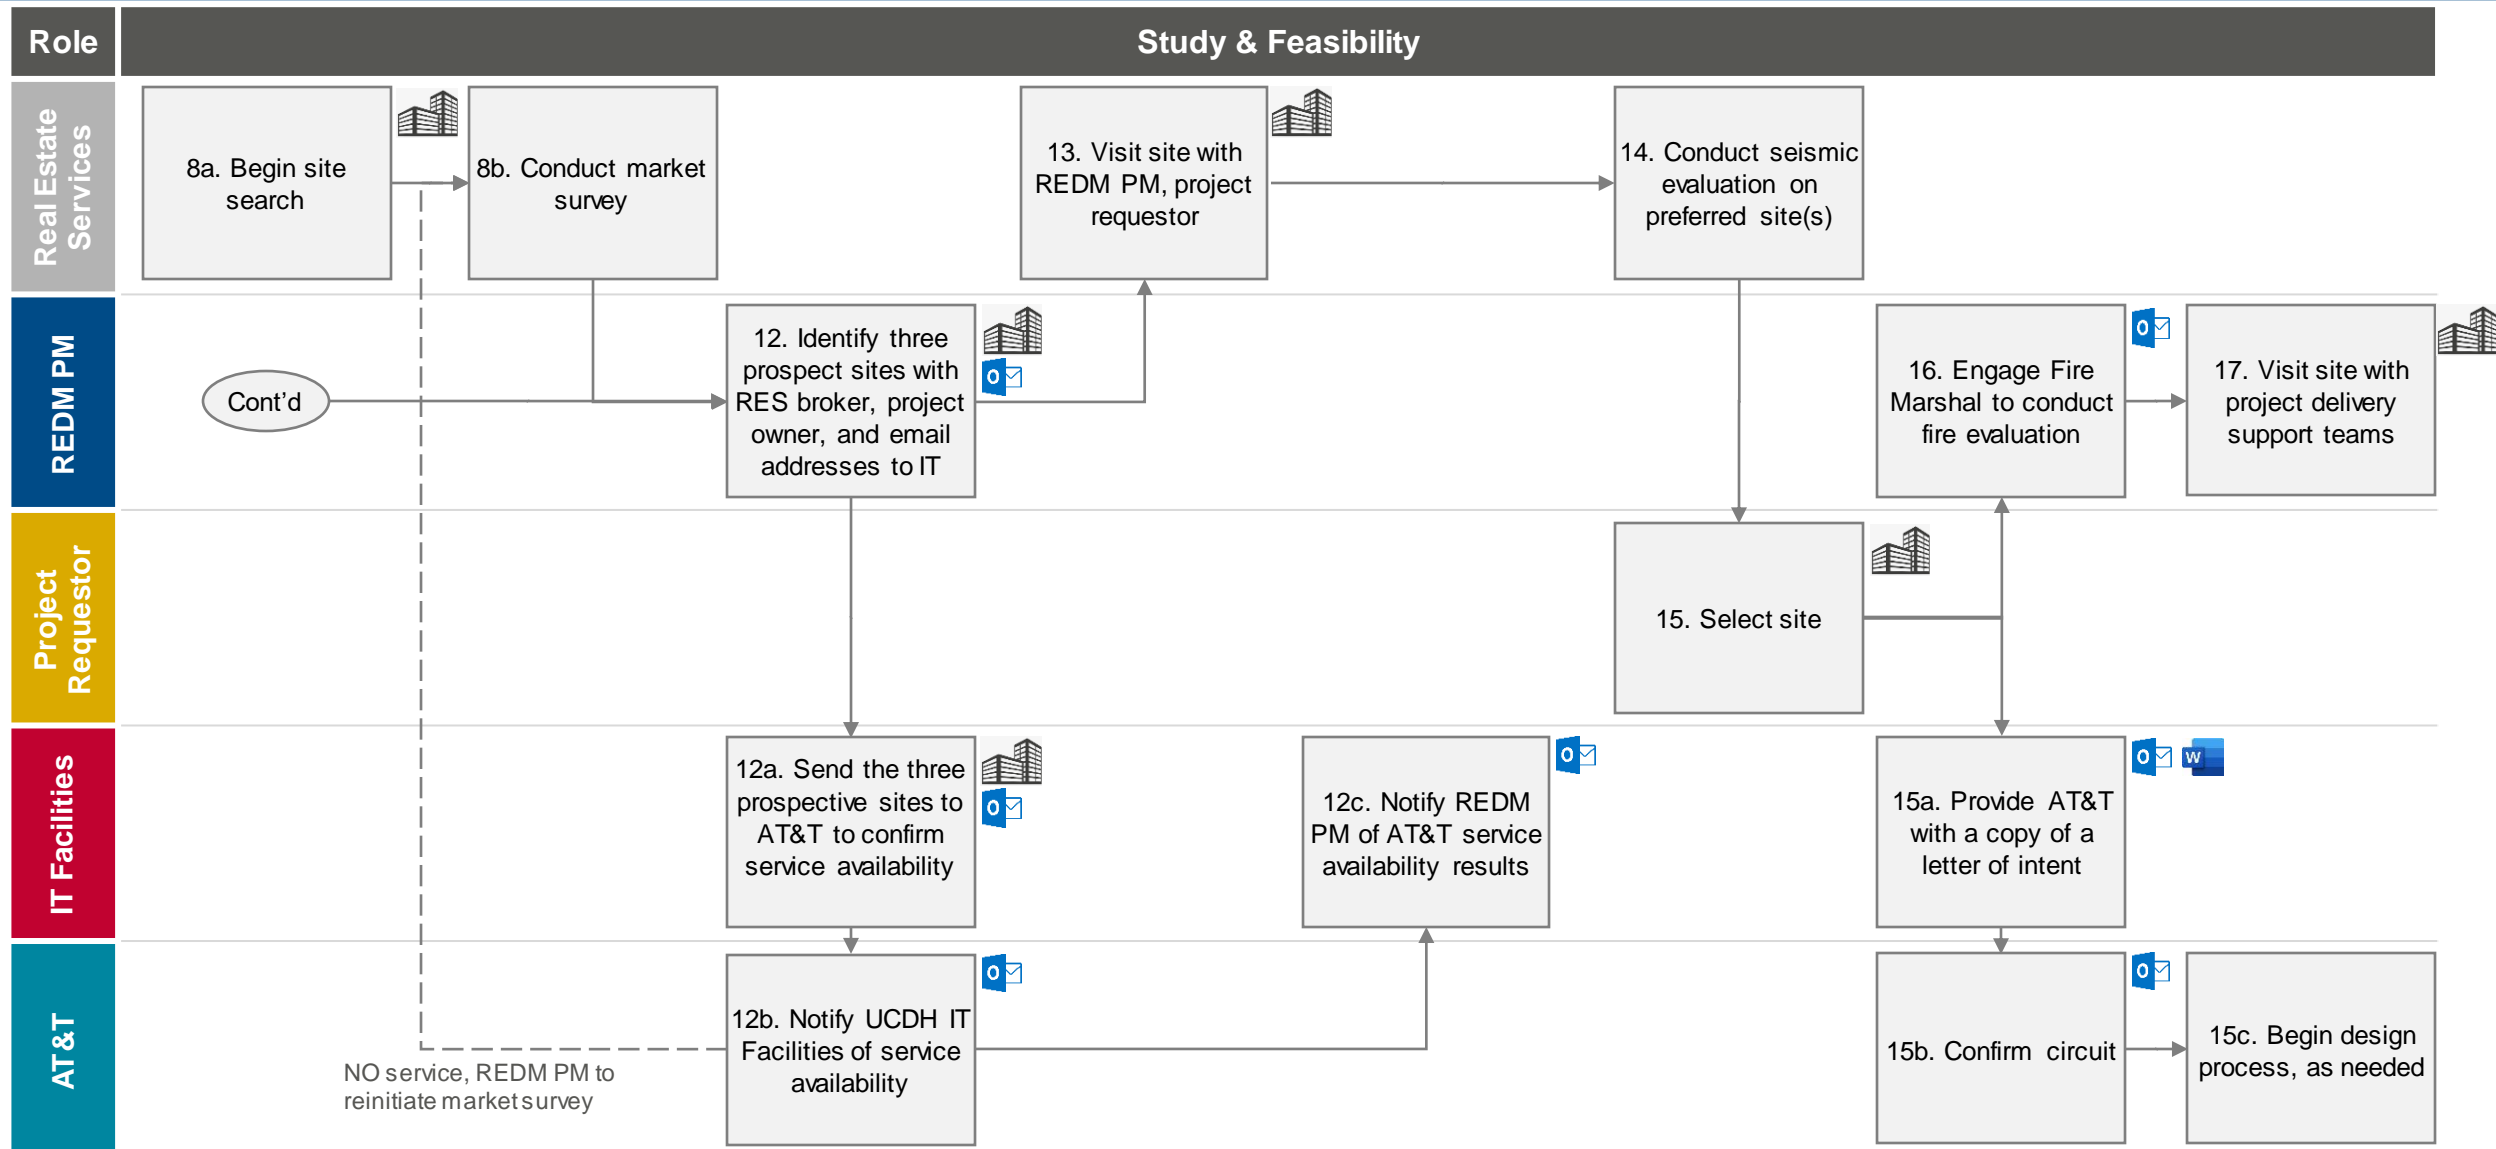 Role
Study & Feasibility
Real Estate
Services
8a. Begin site
search
8b. Conduct market
survey
13. Visit site with
REDM PM, project
requestor
14. Conduct seismic
evaluation on
preferred site(s)
REDM PM
Cont'd
12. Identify three
prospect sites with
RES broker, project
owner, and email
addresses to IT
O
16. Engage Fire
Marshal to conduct
fire evaluation
O
17. Visit site with
project delivery
support teams
Project
Requestor
15. Select site
IT Facilities
12a. Send the three
prospective sites to
AT&T to confirm
service availability
O
12c. Notify REDM
PM of AT&T service
availability results
O
15a. Provide AT&T
with a copy of a
letter of intent
O
W
AT&T
NO service, REDM PM to
reinitiate market survey
12b. Notify UCDH IT
Facilities of service
availability
O
15b. Confirm circuit
O
15c. Begin design
process, as needed